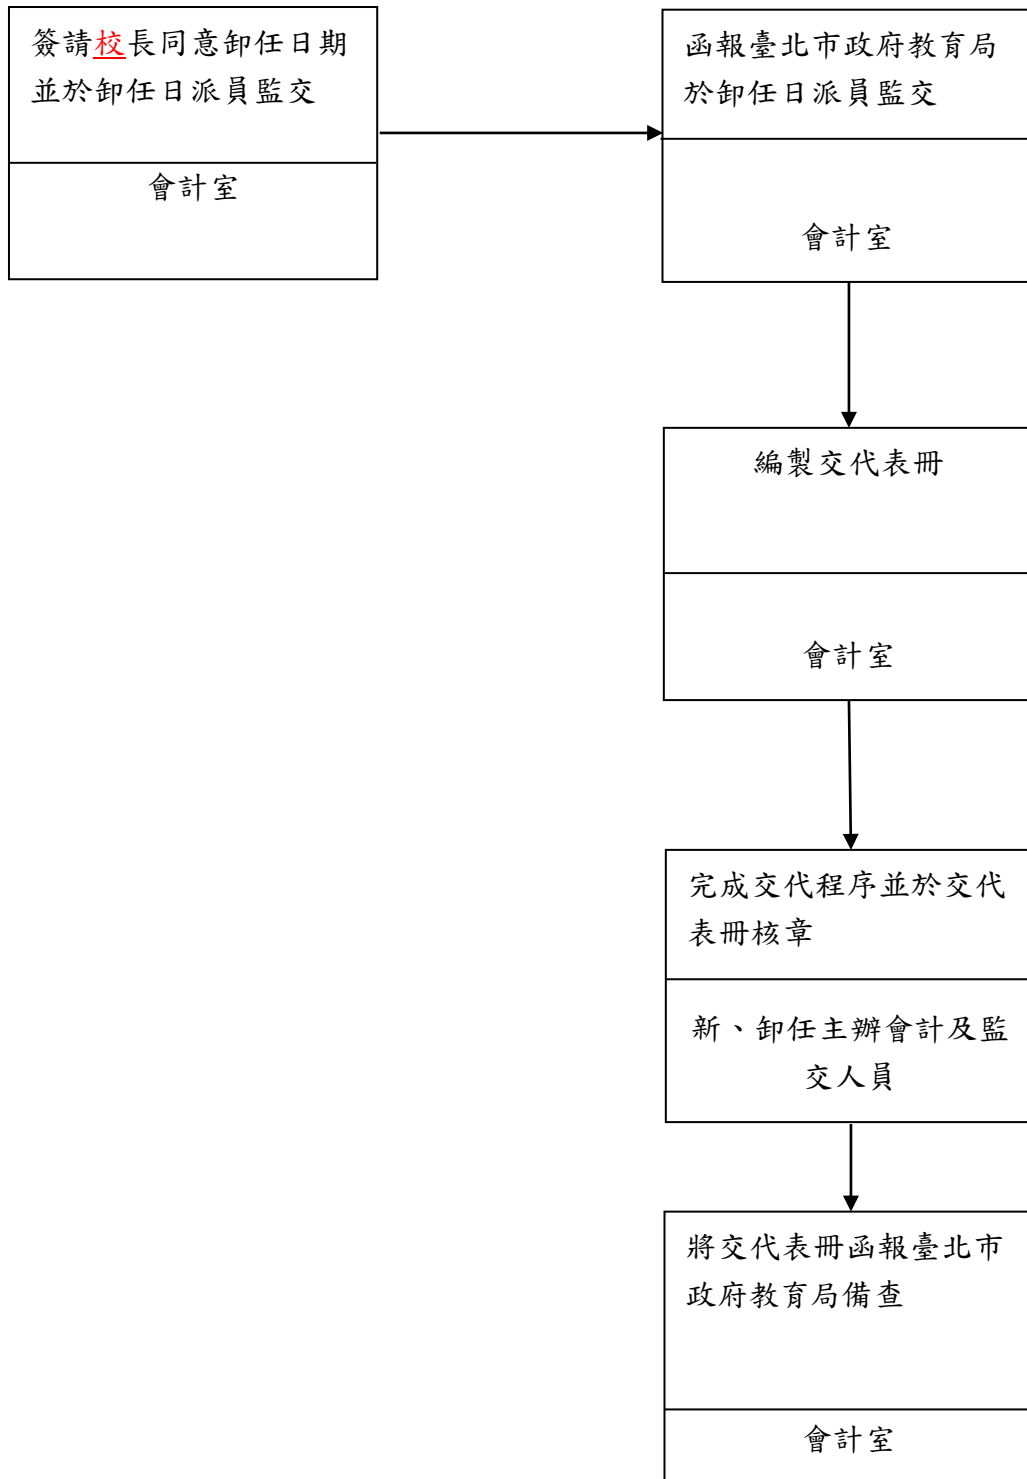 簽請校長同意卸任日期
並於卸任日派員監交
會計室
函報臺北市政府教育局
於卸任日派員監交
會計室
編製交代表冊
會計室
完成交代程序並於交代
表冊核章
新、卸任主辦會計及監
交人員
將交代表冊函報臺北市
政府教育局備查
會計室